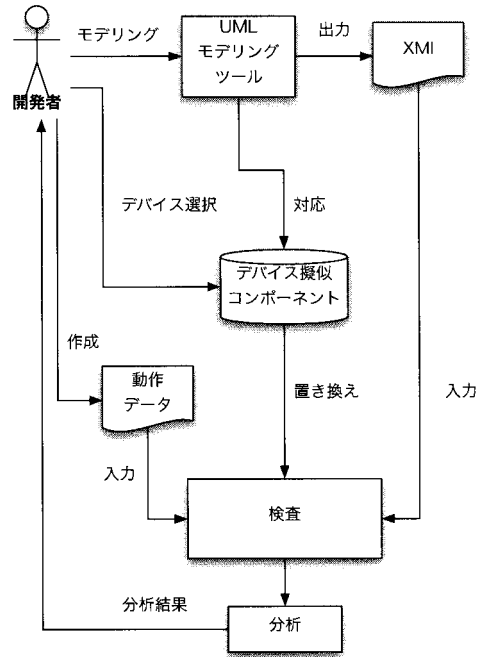 モデリング
UML
モデリング
ツール
出力
XMI
開発者
デバイス選択
対応
デバイス擬似
コンポーネント
作成
動作
データ
置き換え
入力
入力
検査
分析結果
分析